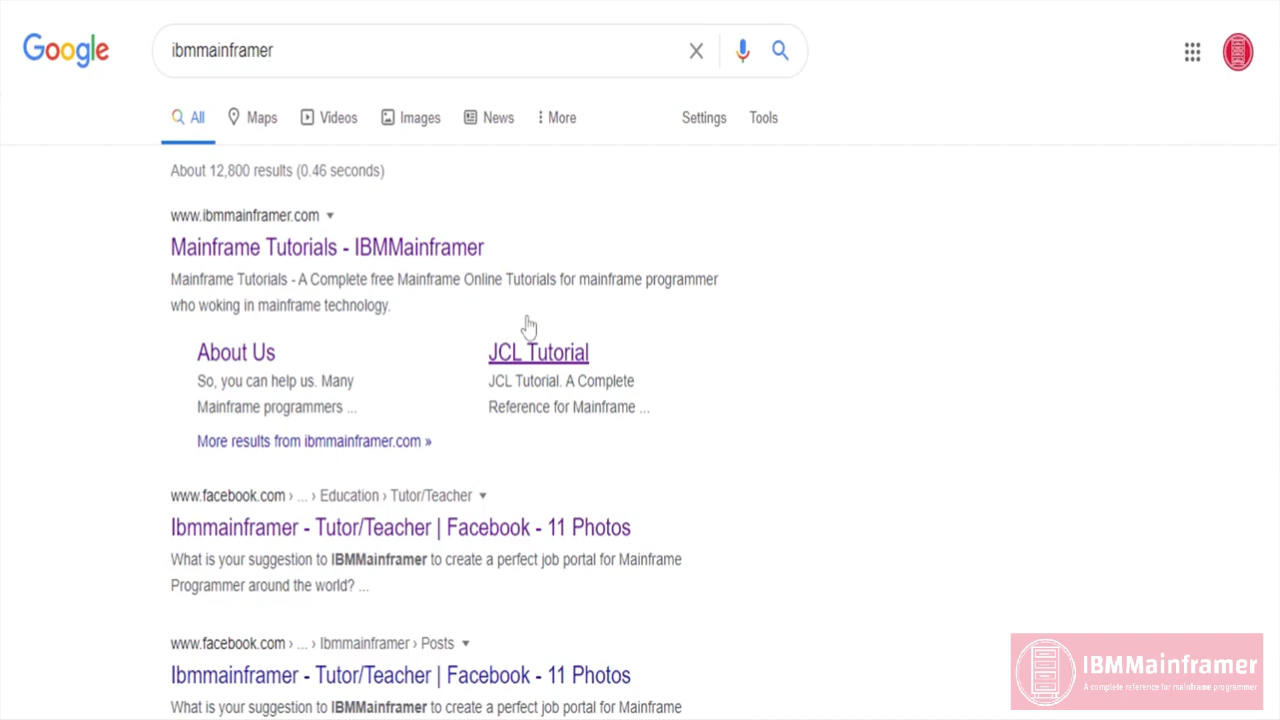 Google
ibmmainframer
All
Maps
Videos
Images
News
More
Settings
Tools
About 12,800 results (0.46 seconds)
www.ibmmainframer.com
Mainframe Tutorials - IBMMainframer
Mainframe Tutorials - A Complete free Mainframe Online Tutorials for mainframe programmer
who woking in mainframe technology.
About Us
So, you can help us. Many
Mainframe programmers ...
JCL Tutorial
JCL Tutorial. A Complete
Reference for Mainframe ...
More results from ibmmainframer.com »
www.facebook.com › ... › Education › Tutor/Teacher
Ibmmainframer - Tutor/Teacher | Facebook - 11 Photos
What is your suggestion to IBMMainframer to create a perfect job portal for Mainframe
Programmer around the world? ...
www.facebook.com › ... › Ibmmainframer › Posts
Ibmmainframer - Tutor/Teacher | Facebook - 11 Photos
What is your suggestion to IBMMainframer to create a perfect job portal for Mainframe
IBMMainframer
A complete reference for mainframe programmer